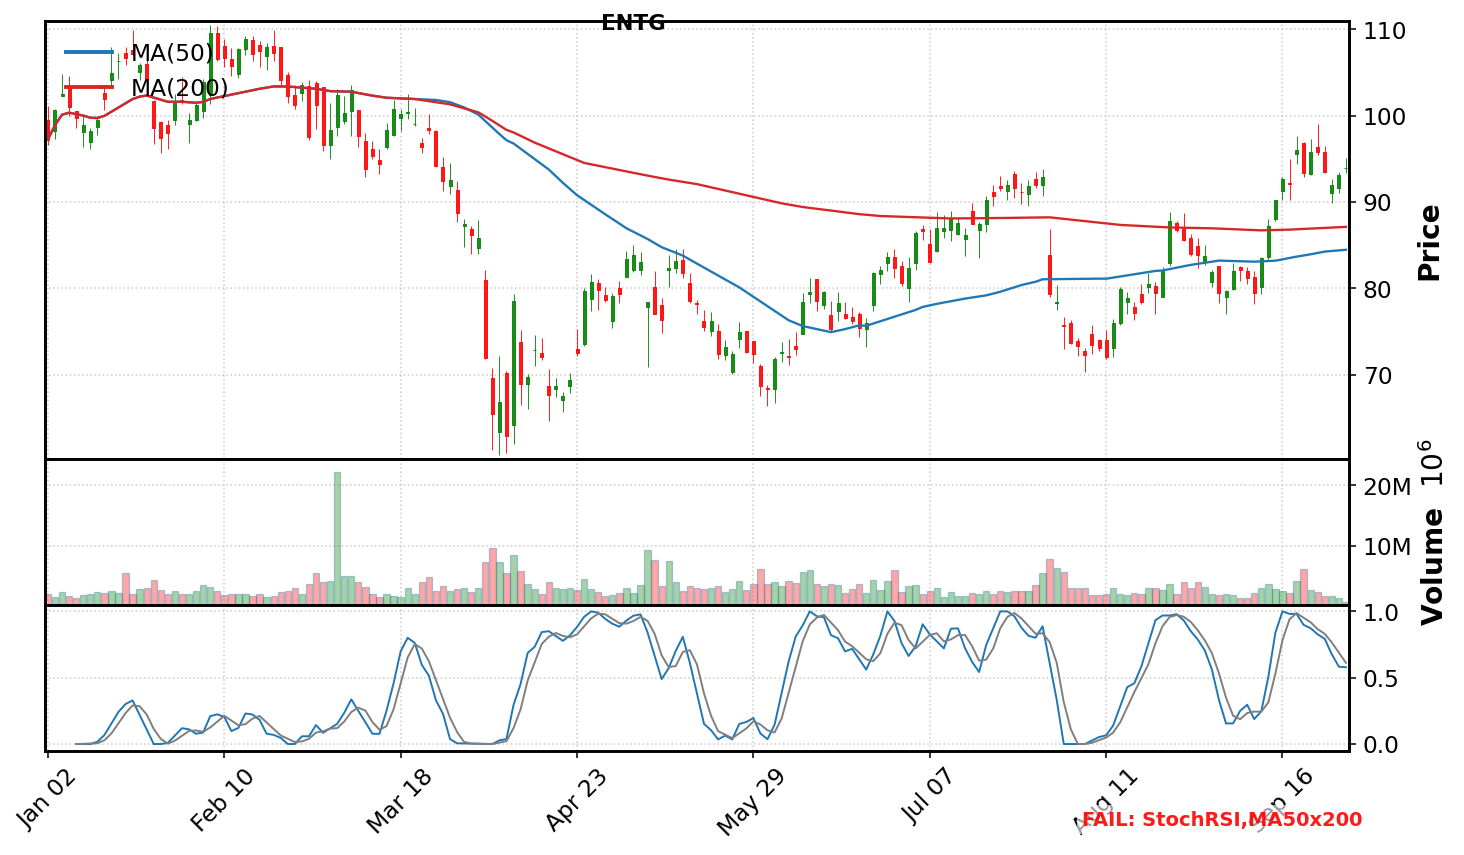 ENTG
MA(50)
MA(200)
110
100
90
80
70
Price
20M
10M
Volume 10^6
1.0
0.5
0.0
Jan 02
Feb 10
Mar 18
Apr 23
May 29
Jul 07
Aug 11
Sep 16
FAIL: StochRSI,MA50x200